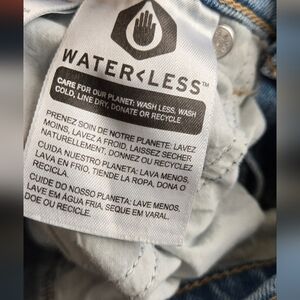 WATER<LESS™
CARE FOR OUR PLANET: WASH LESS, WASH
COLD, LINE DRY, DONATE OR RECYCLE
PRENEZ SOIN DE NOTRE PLANETE: LAVEZ
MOINS, LAVEZ A FROID, LAISSEZ SECHER
NATURELLEMENT, DONNEZ OU RECYCLEZ
CUIDA NUESTRO PLANETA: LAVA MENOS,
LAVA EN FRIO, TIENDE LA ROPA, DONA O
RECICLA.
CUIDE DO NOSSO PLANETA: LAVE MENOS,
LAVE EM ÁGUA FRIA, SEQUE EM VARAL,
DOE OU RECICLE.